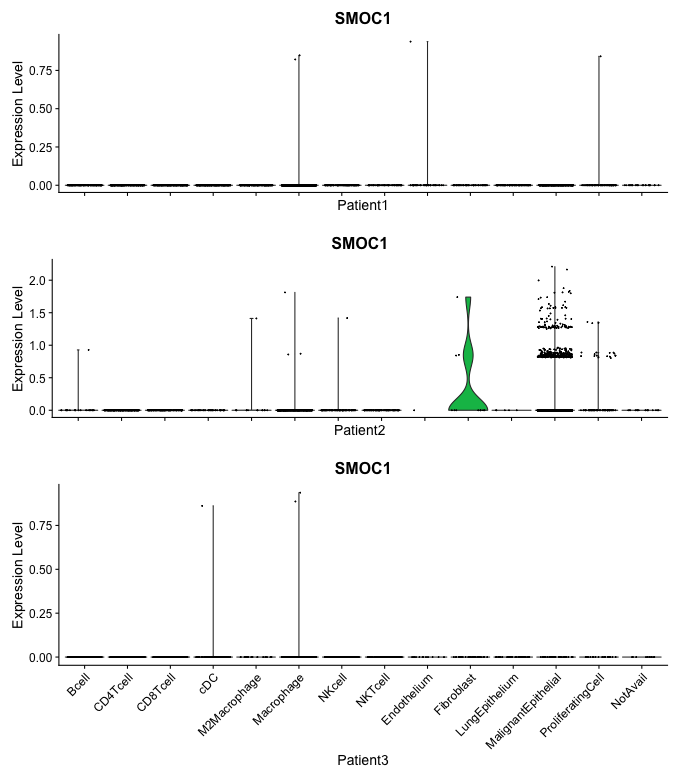 SMOC1
Expression Level
0.75
0.50
0.25
0.00
Patient1
SMOC1
Expression Level
2.0
1.5
1.0
0.5
0.0
Patient2
SMOC1
Expression Level
0.75
0.50
0.25
0.00
Bcell
CD4Tcell
CD8Tcell
cDC
M2Macrophage
Macrophage
NKcell
NKTcell
Endothelium
Fibroblast
LungEpithelium
MalignantEpithelial
ProliferatingCell
NotAvail
Patient3